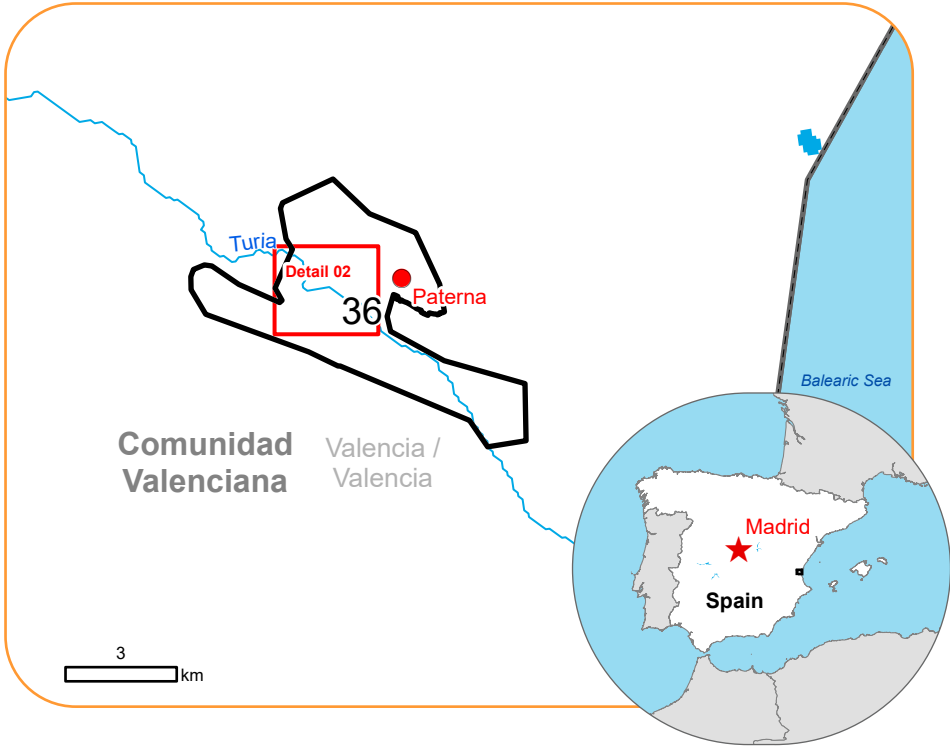 Turia
Detail 02
36
Paterna
Balearic Sea
Comunidad
Valenciana
Valencia /
Valencia
Madrid
Spain
3
km